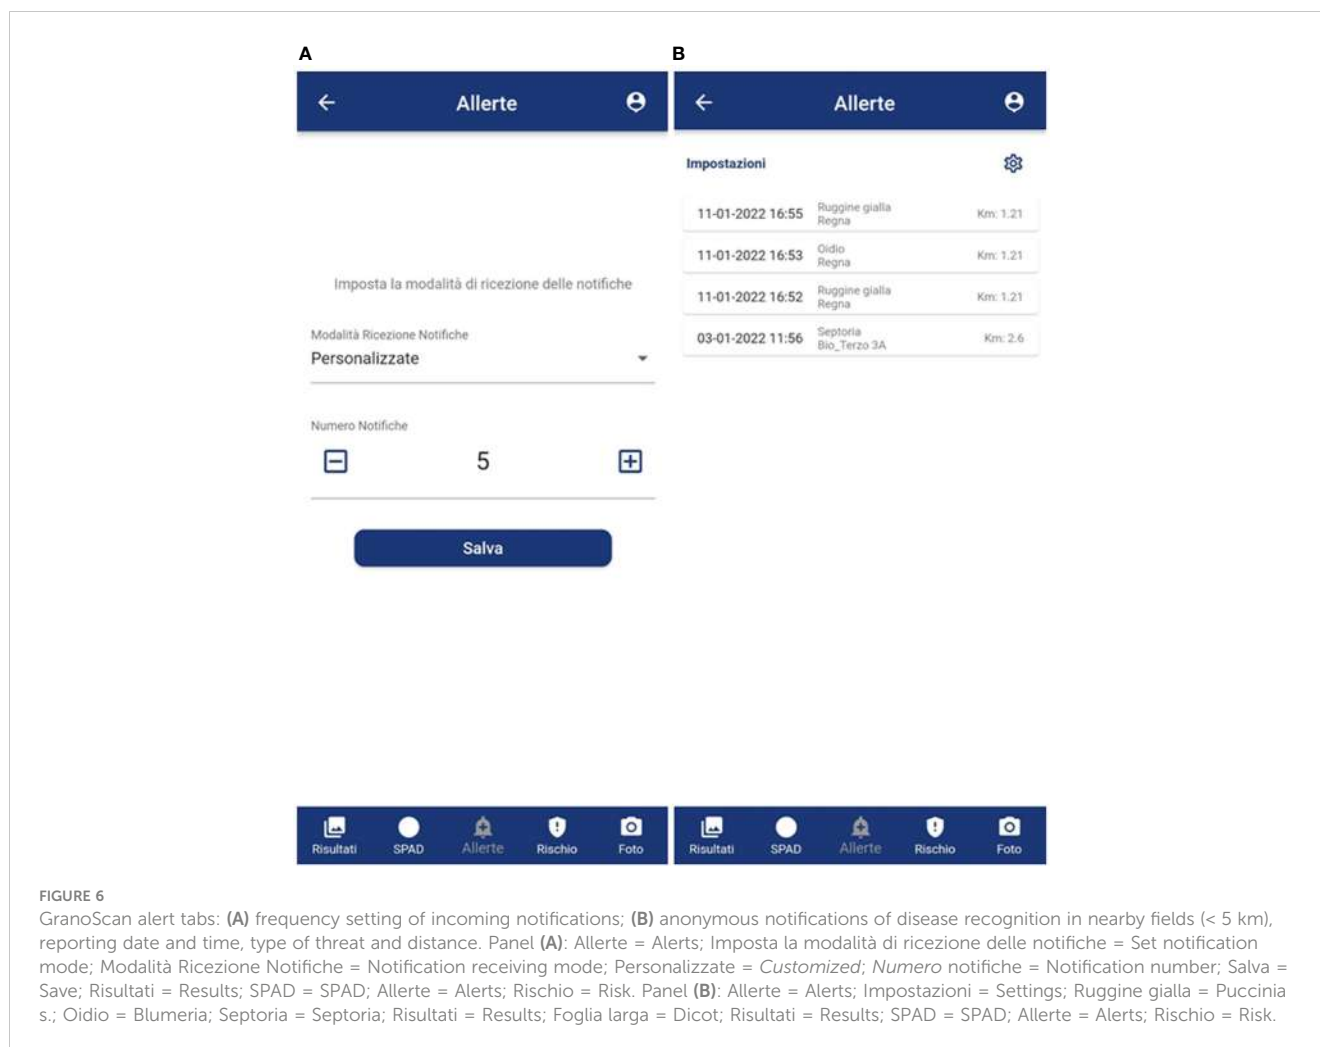 A
B
Allerte
Allerte
Imposta la modalità di ricezione delle notifiche
Modalità Ricezione Notifiche
Personalizzate
Numero Notifiche
5
Salva
Risultati
SPAD
Allerte
Rischio
Foto
Impostazioni
11-01-2022 16:55
Ruggine gialla
Regna
Km: 1.21
11-01-2022 16:53
Oidio
Regna
Km: 1.21
11-01-2022 16:52
Ruggine gialla
Regna
Km: 1.21
03-01-2022 11:56
Septoria
Bio_Terzo 3A
Km: 2.6
Risultati
SPAD
Allerte
Rischio
Foto
FIGURE 6
GranoScan alert tabs: (A) frequency setting of incoming notifications; (B) anonymous notifications of disease recognition in nearby fields (< 5 km),
reporting date and time, type of threat and distance. Panel (A): Allerte = Alerts; Imposta la modalità di ricezione delle notifiche = Set notification
mode; Modalità Ricezione Notifiche = Notification receiving mode; Personalizzate = Customized; Numero notifiche = Notification number; Salva =
Save; Risultati = Results; SPAD = SPAD; Allerte = Alerts; Rischio = Risk. Panel (B): Allerte = Alerts; Impostazioni = Settings; Ruggine gialla = Puccinia
s.; Oidio = Blumeria; Septoria = Septoria; Risultati = Results; Foglia larga = Dicot; Risultati = Results; SPAD = SPAD; Allerte = Alerts; Rischio = Risk.